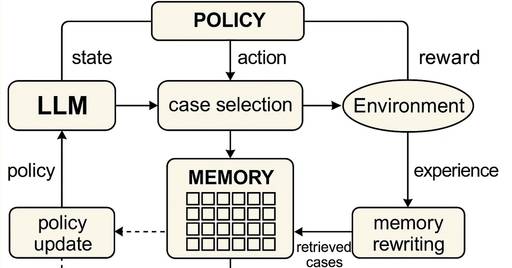 POLICY
state
action
reward
LLM
case selection
Environment
policy
MEMORY
experience
policy
update
memory
rewriting
retrieved
cases